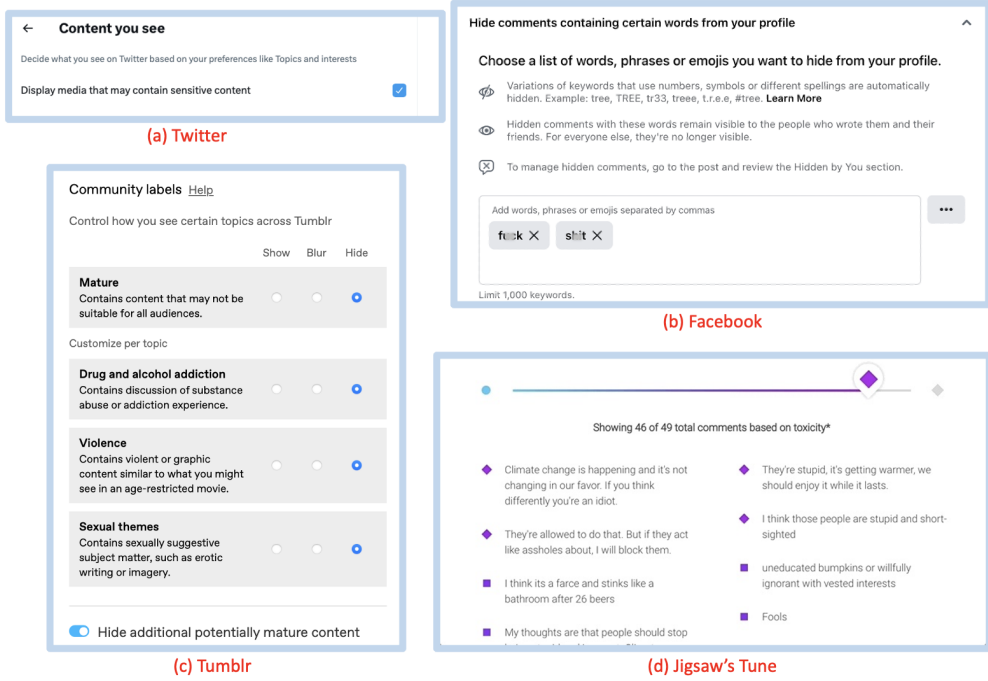 Content you see
Decide what you see on Twitter based on your preferences like Topics and interests
Display media that may contain sensitive content
(a) Twitter
Hide comments containing certain words from your profile
Choose a list of words, phrases or emojis you want to hide from your profile.
Variations of keywords that use numbers, symbols or different spellings are automatically
hidden. Example: tree, TREE, tr33, treee, t.r.e.e, #tree. Learn More
Hidden comments with these words remain visible to the people who wrote them and their
friends. For everyone else, they're no longer visible.
To manage hidden comments, go to the post and review the Hidden by You section.
Add words, phrases or emojis separated by commas
Limit 1,000 keywords.
(b) Facebook
Community labels Help
Control how you see certain topics across Tumblr
Show Blur Hide
Mature
Contains content that may not be
suitable for all audiences.
Customize per topic
Drug and alcohol addiction
Contains discussion of substance
abuse or addiction experience.
Violence
Contains violent or graphic
content similar to what you might
see in an age-restricted movie.
Sexual themes
Contains sexually suggestive
subject matter, such as erotic
writing or imagery.
Hide additional potentially mature content
(c) Tumblr
Showing 46 of 49 total comments based on toxicity*
Climate change is happening and it's not
changing in our favor. If you think
differently you're an idiot.
They're allowed to do that. But if they act
like assholes about, I will block them.
I think its a farce and stinks like a
bathroom after 26 beers
My thoughts are that people should stop
They're stupid, it's getting warmer, we
should enjoy it while it lasts.
I think those people are stupid and short-
sighted
uneducated bumpkins or willfully
ignorant with vested interests
Fools
(d) Jigsaw's Tune